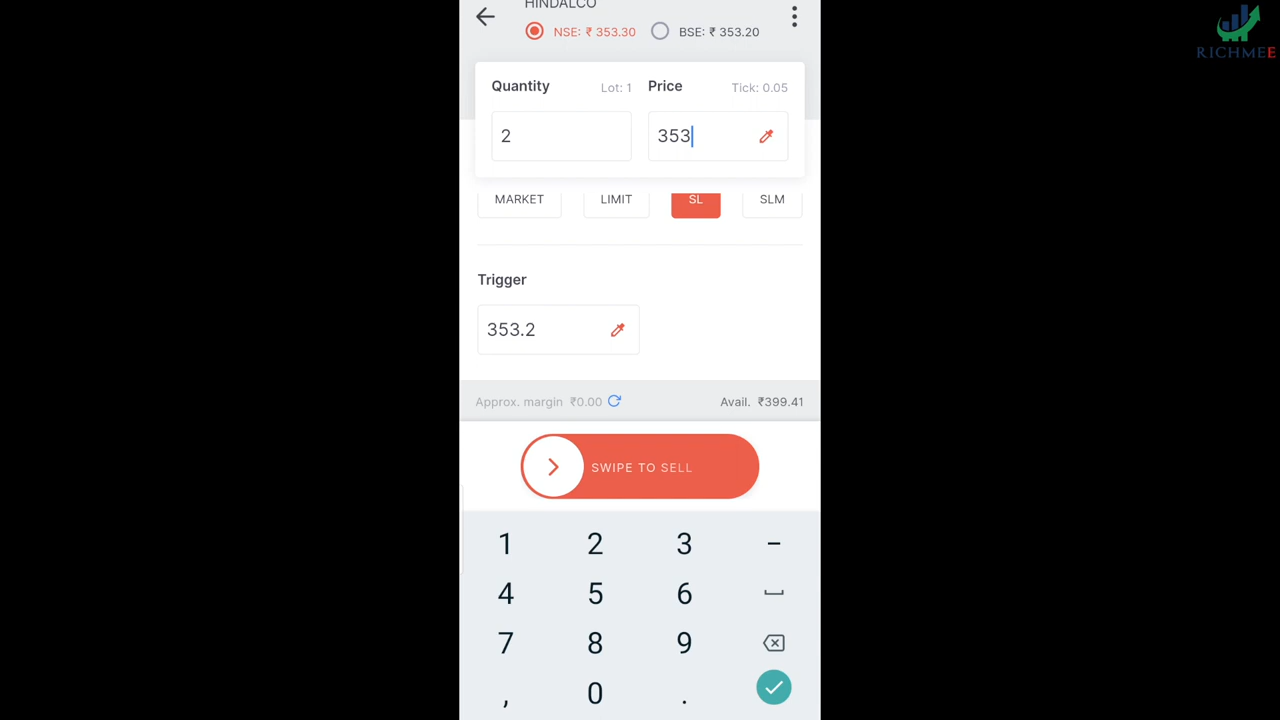 HINDALCO
NSE: ₹ 353.30 BSE: ₹ 353.20
RICHMEE
Quantity Lot: 1 Price Tick: 0.05
2 353
MARKET LIMIT SL SLM
Trigger
353.2
Approx. margin ₹0.00 Avail. ₹399.41
SWIPE TO SELL
1 2 3 -
4 5 6
7 8 9
, 0 .